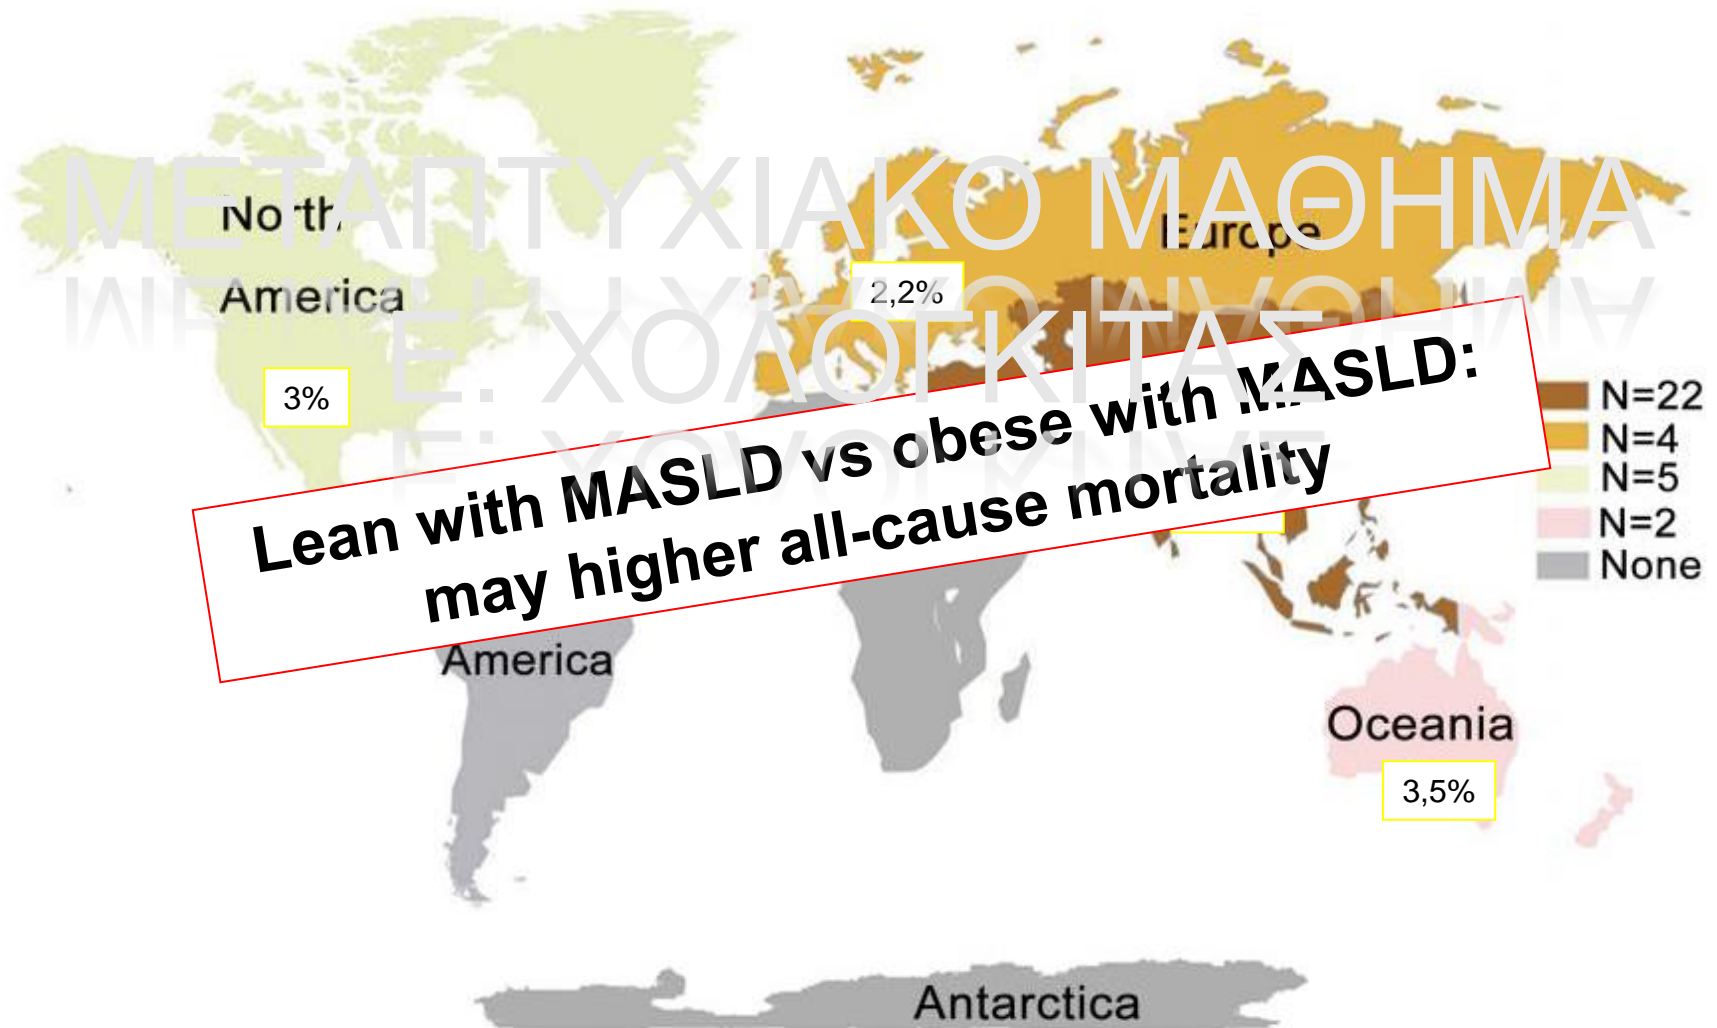 ΜΕΤΑΠΤΥΧΙΑΚΟ ΜΑΘΗΜΑ
Ε. ΧΟΛΟΓΚΙΤΑΣ
North
America
3%
Europe
2,2%
Lean with MASLD vs obese with MASLD:
may higher all-cause mortality
N=22
N=4
N=5
N=2
None
America
Oceania
3,5%
Antarctica